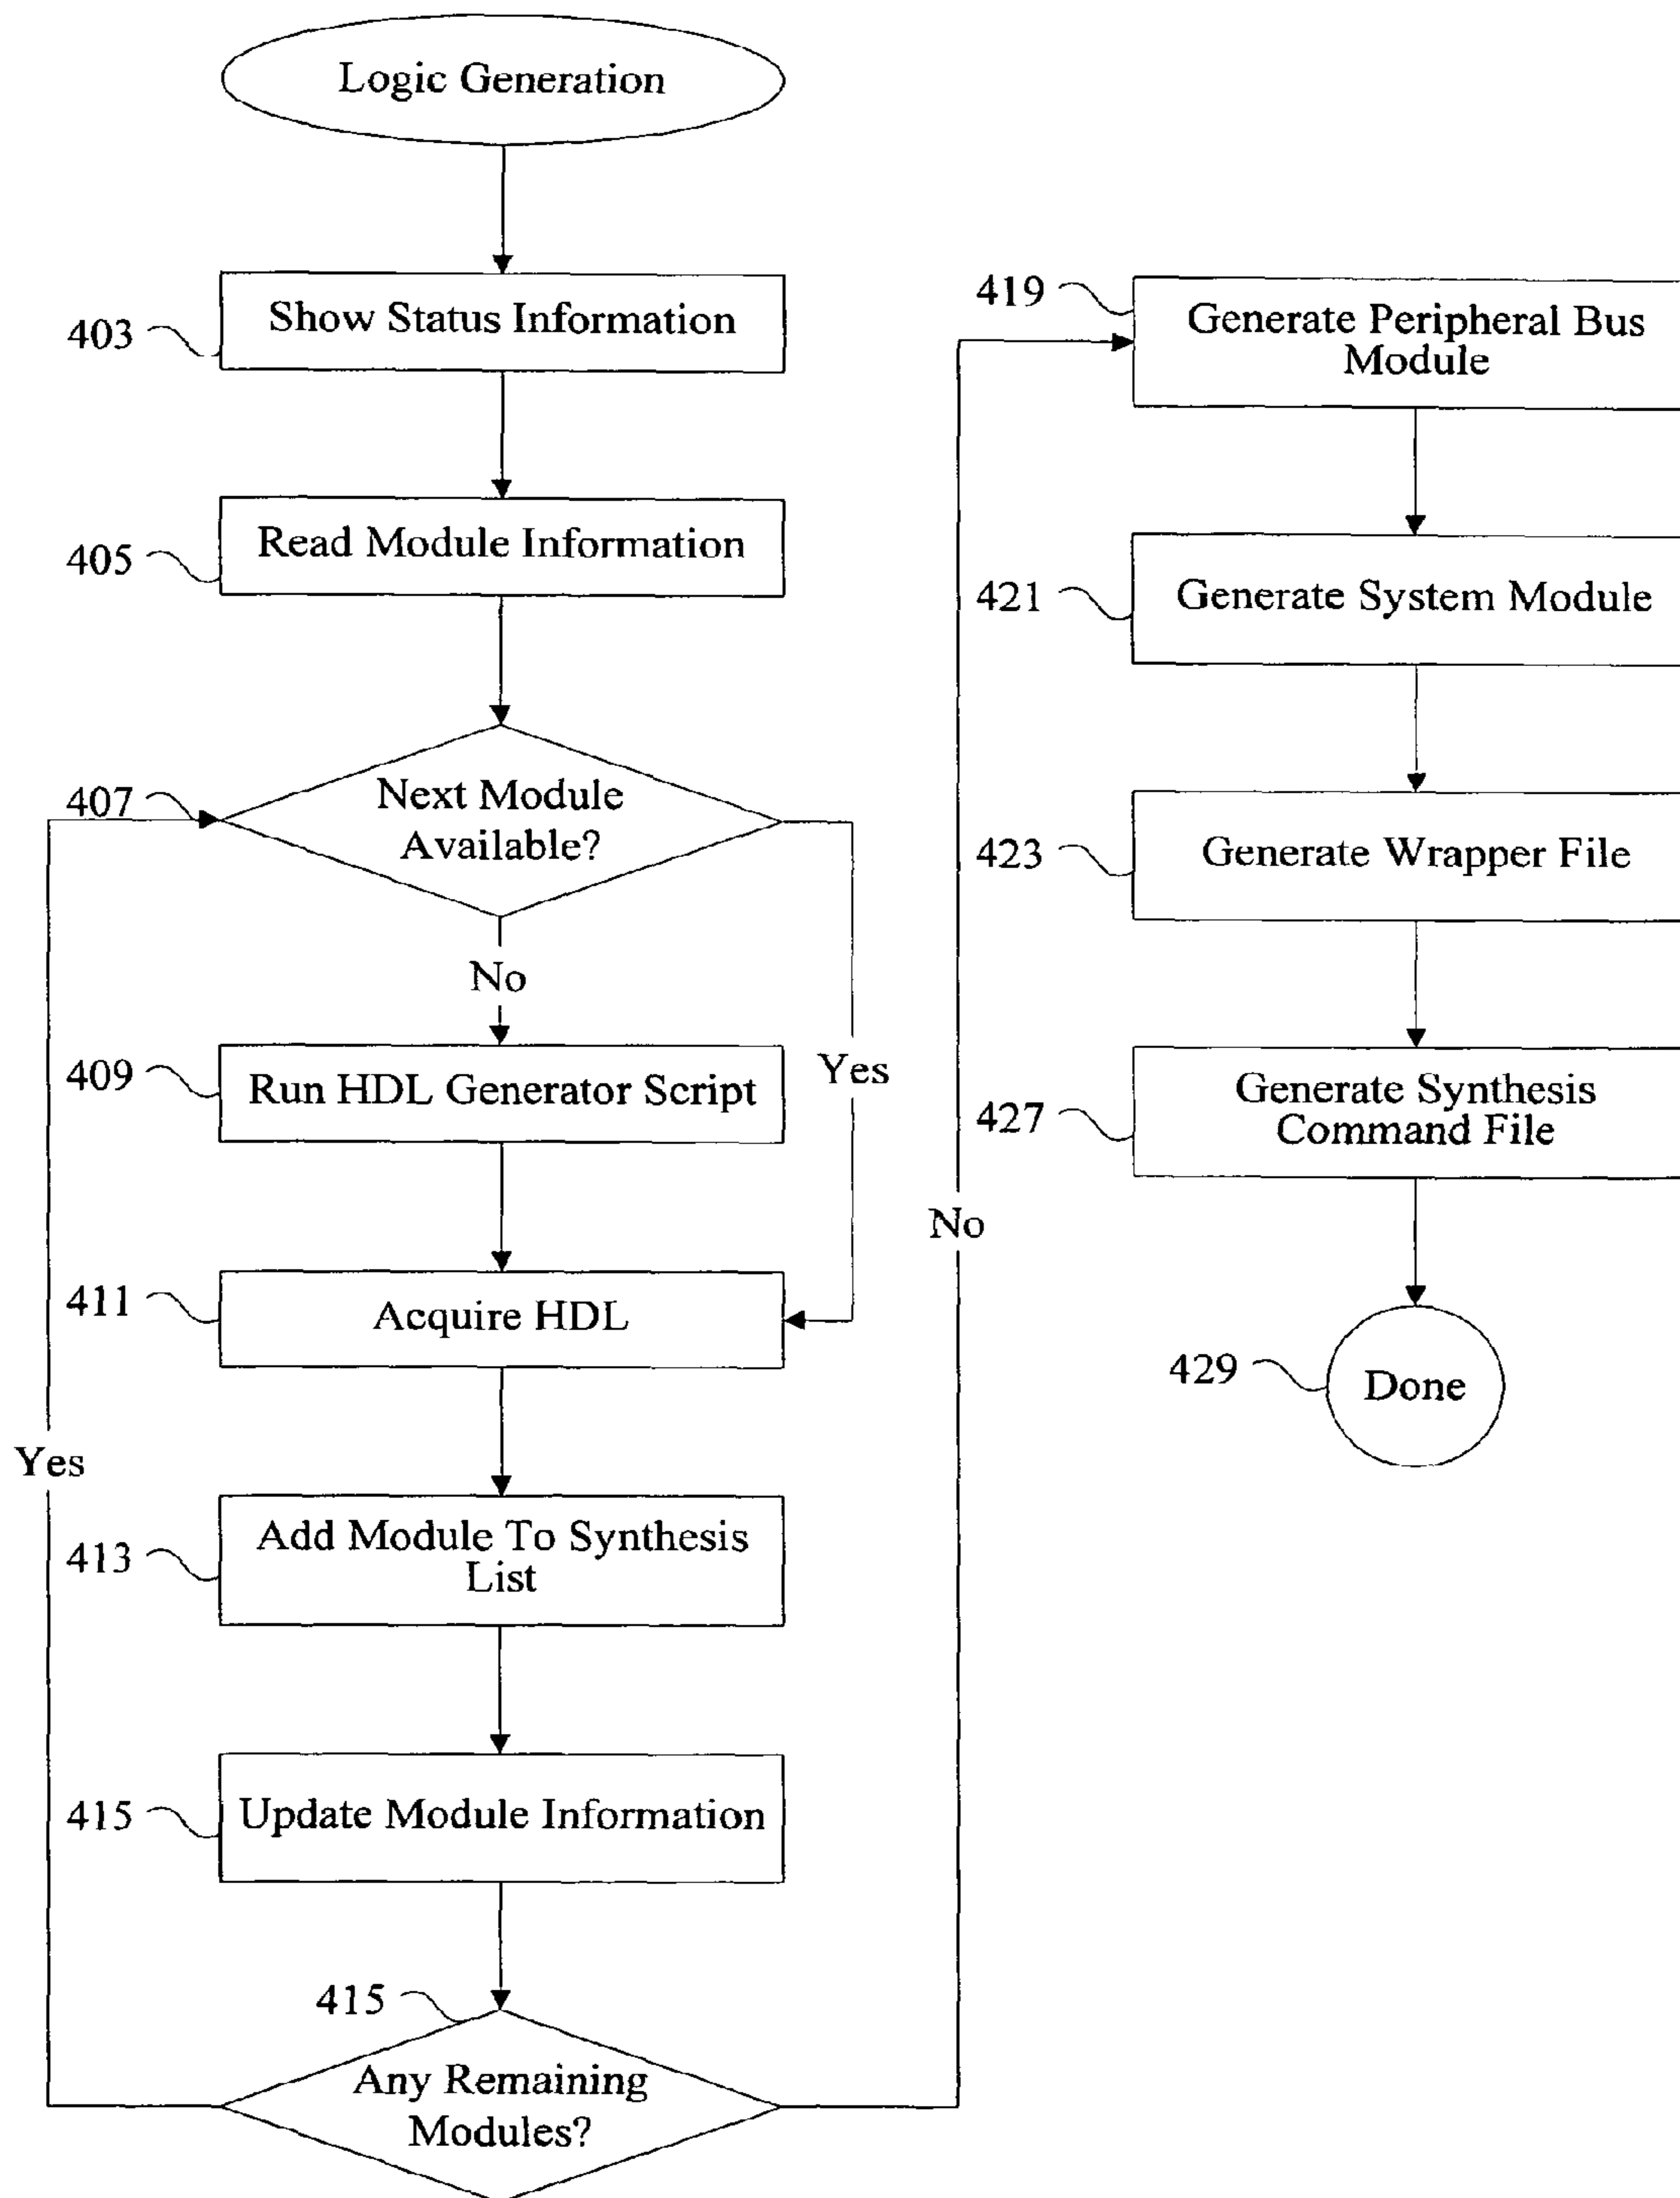 Logic Generation
403
Show Status Information
405
Read Module Information
407
Next Module
Available?
No
Yes
409
Run HDL Generator Script
411
Acquire HDL
Yes
413
Add Module To Synthesis
List
415
Update Module Information
415
Any Remaining
Modules?
No
419
Generate Peripheral Bus
Module
421
Generate System Module
423
Generate Wrapper File
427
Generate Synthesis
Command File
429
Done